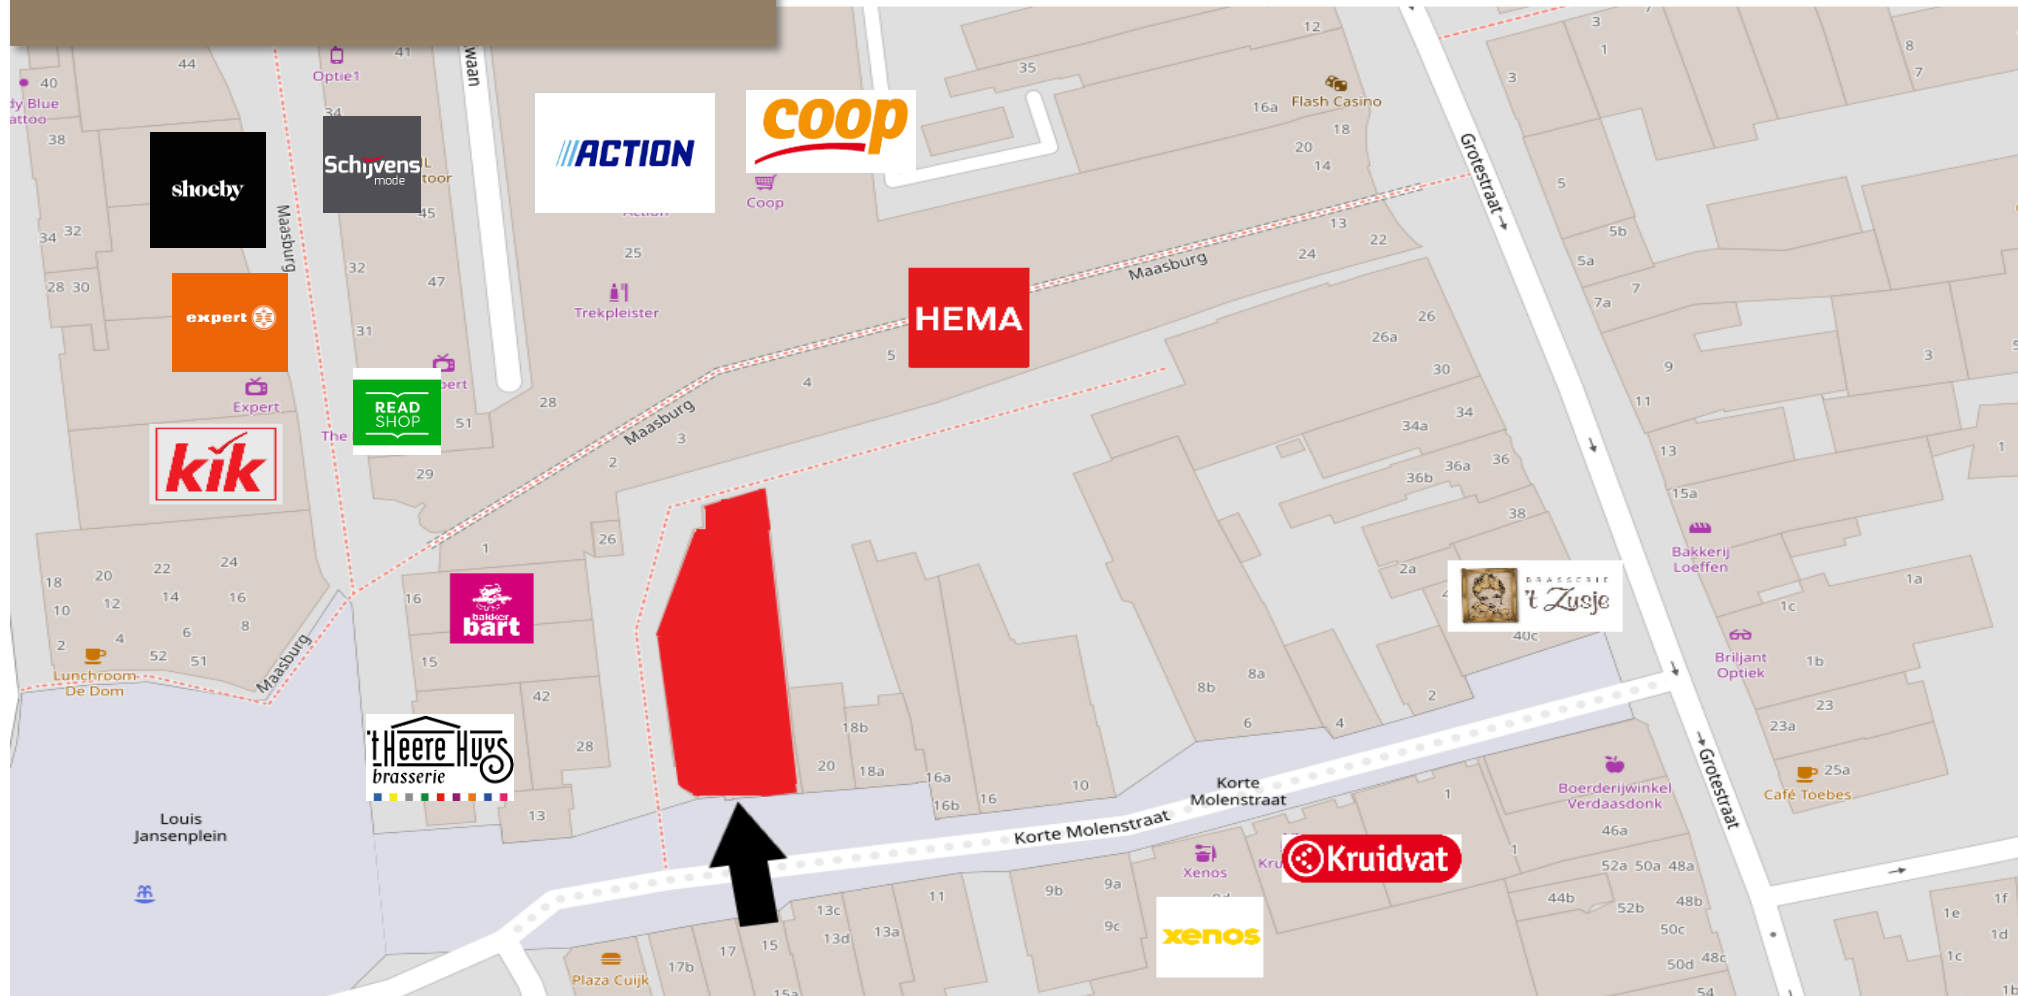 44
41
waan
12
Optie1
35
3
1
8
7
40
dy Blue
attoo
34
38
16a
Flash Casino
3
coop
ACTION
shoeby
Schijvens
mode
toor
45
Coop
20
18
14
Grotestraat
5
34
32
Maasburg
25
13
22
24
Maasburg
5b
5a
28
30
32
47
Trekpleister
HEMA
7a
7
expert
31
5
4
26
26a
30
9
3
Expert
READ
SHOP
The
51
28
Maasburg
3
2
34
34a
11
kik
29
36b
36a
36
13
1
15a
38
18
20
22
24
10
12
14
16
2
4
6
8
52
51
Lunchroom
De Dom
Maasburg
1
26
16
bakker
bart
15
42
28
2a
BRASSERIE
't Zusje
40c
Bakkerij
Loeffen
1a
1c
Briljant
Optiek
1b
't Heere Huys
brasserie
13
20
18b
18a
16a
16b
16
10
8b
8a
6
4
2
23
23a
25a
Café Toebes
Grotestraat
Louis
Jansenplein
Korte Molenstraat
Korte
Molenstraat
1
Boerderijwinkel
Verdaasdonk
46a
Xenos
Kru
Kruidvat
1
52a
50a
48a
xenos
9b
9a
9c
11
13c
13d
13a
15
17
17b
15a
Plaza Cuijk
44b
52b
48b
50c
50d
48c
54
1e
1f
1d
1c
1b